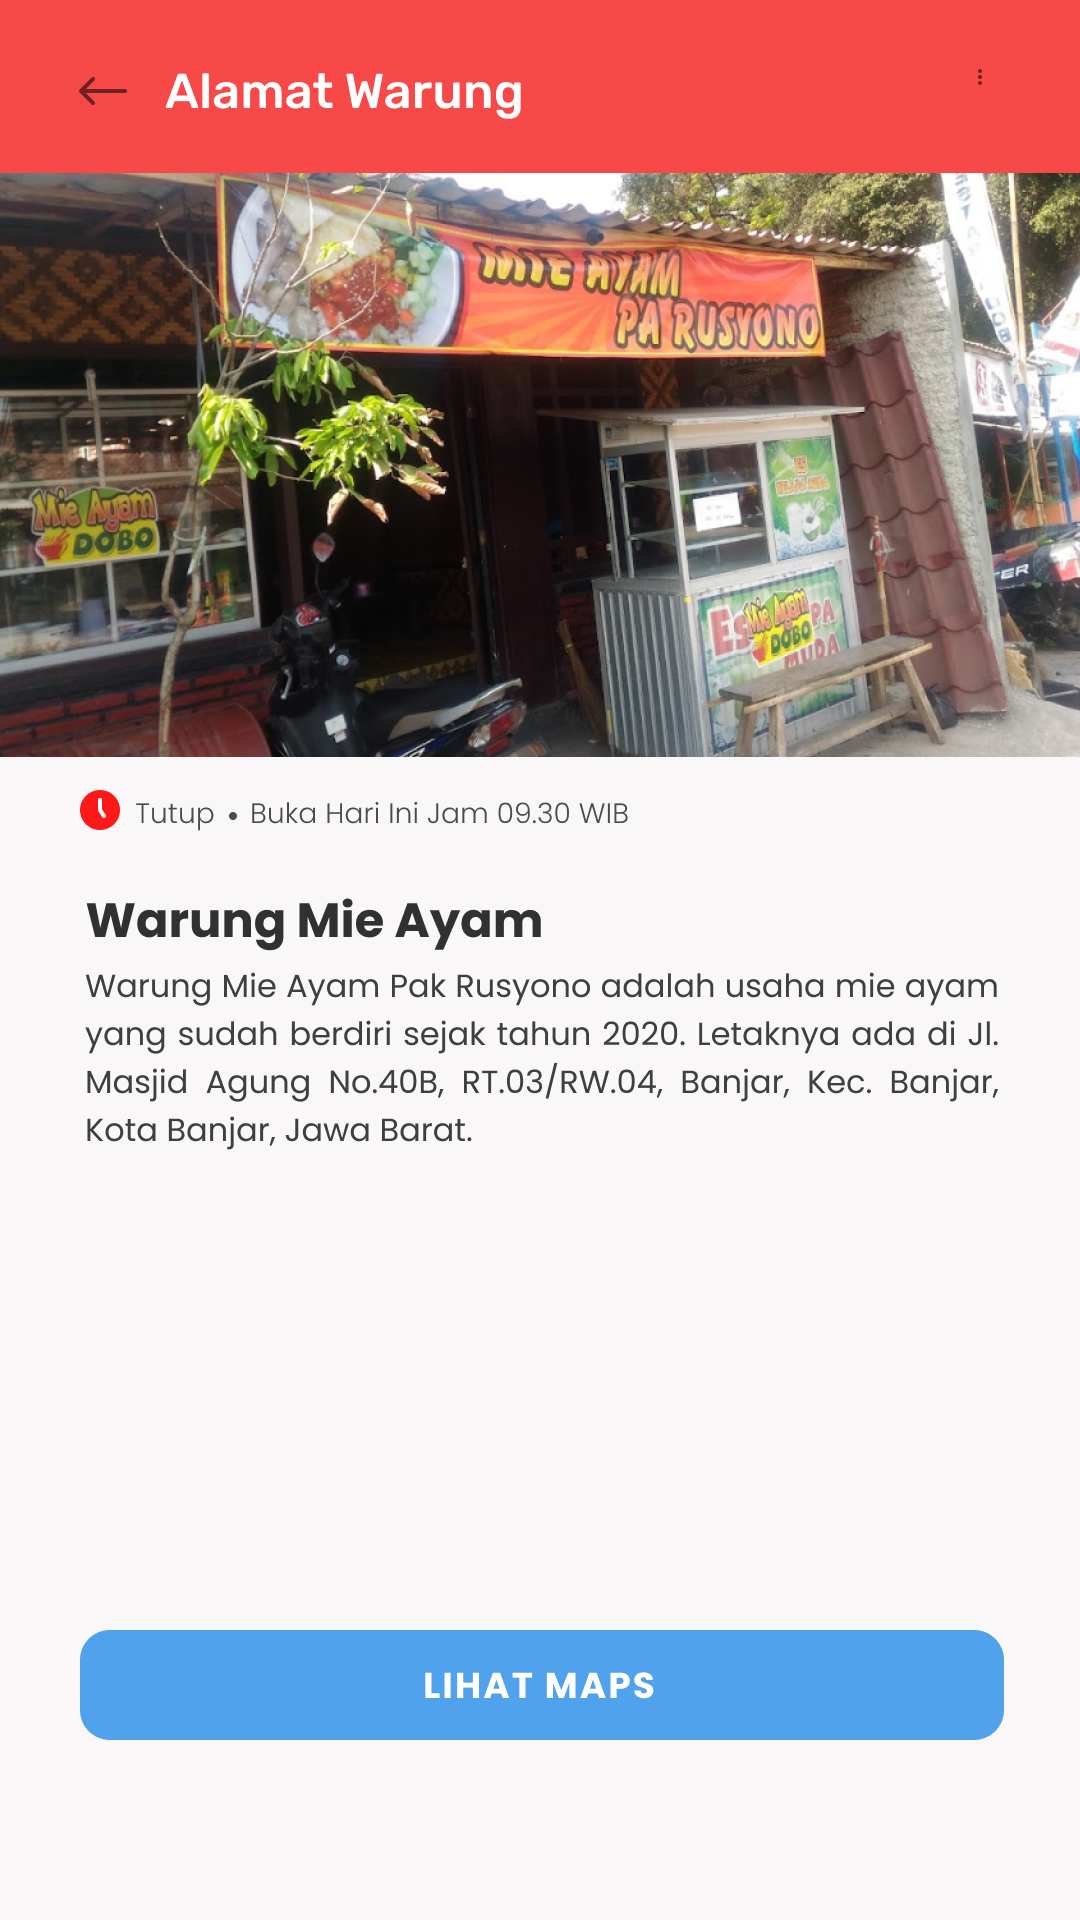 Alamat Warung
MIE AYAM
PA RUSYONO
Mie Ayam
DOBO
ES
Mie Ayam
DOBO
PA
MUDA
TER
Tutup • Buka Hari Ini Jam 09.30 WIB
Warung Mie Ayam
Warung Mie Ayam Pak Rusyono adalah usaha mie ayam
yang sudah berdiri sejak tahun 2020. Letaknya ada di Jl.
Masjid Agung No.40B, RT.03/RW.04, Banjar, Kec. Banjar,
Kota Banjar, Jawa Barat.
LIHAT MAPS